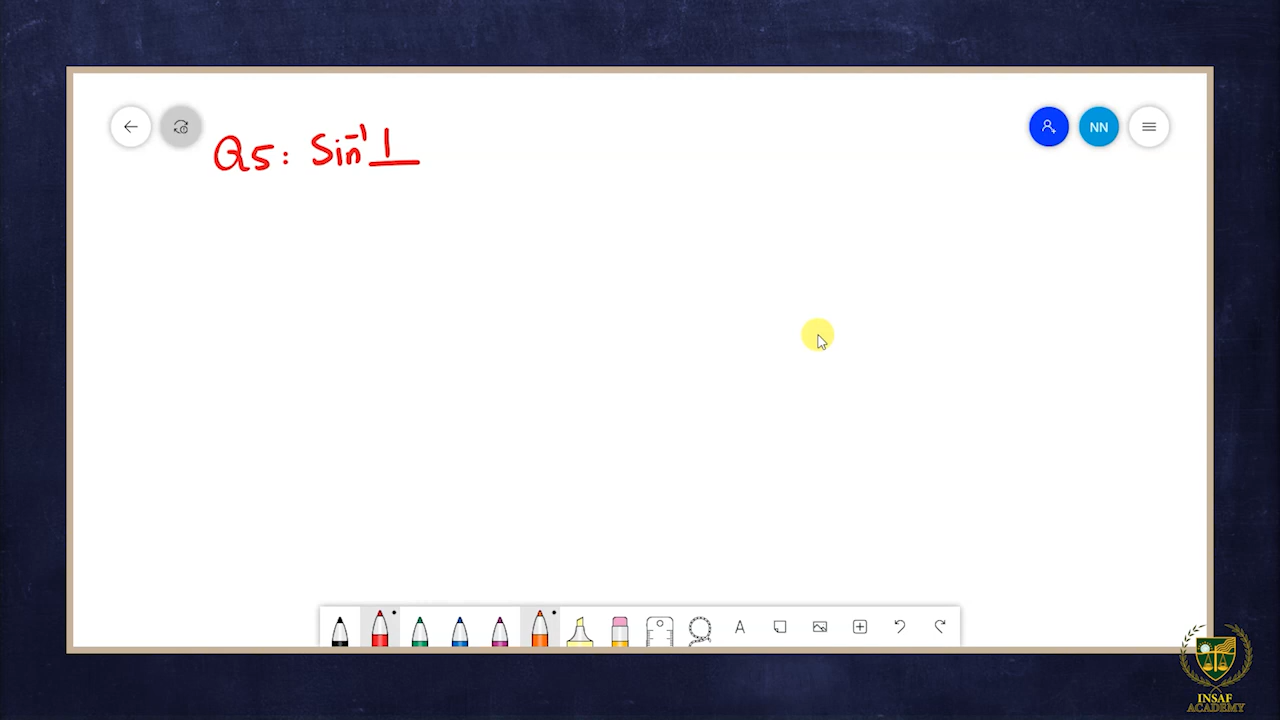 NN
Q5: Sin⁻¹ 1
A
INSAF
ACADEMY